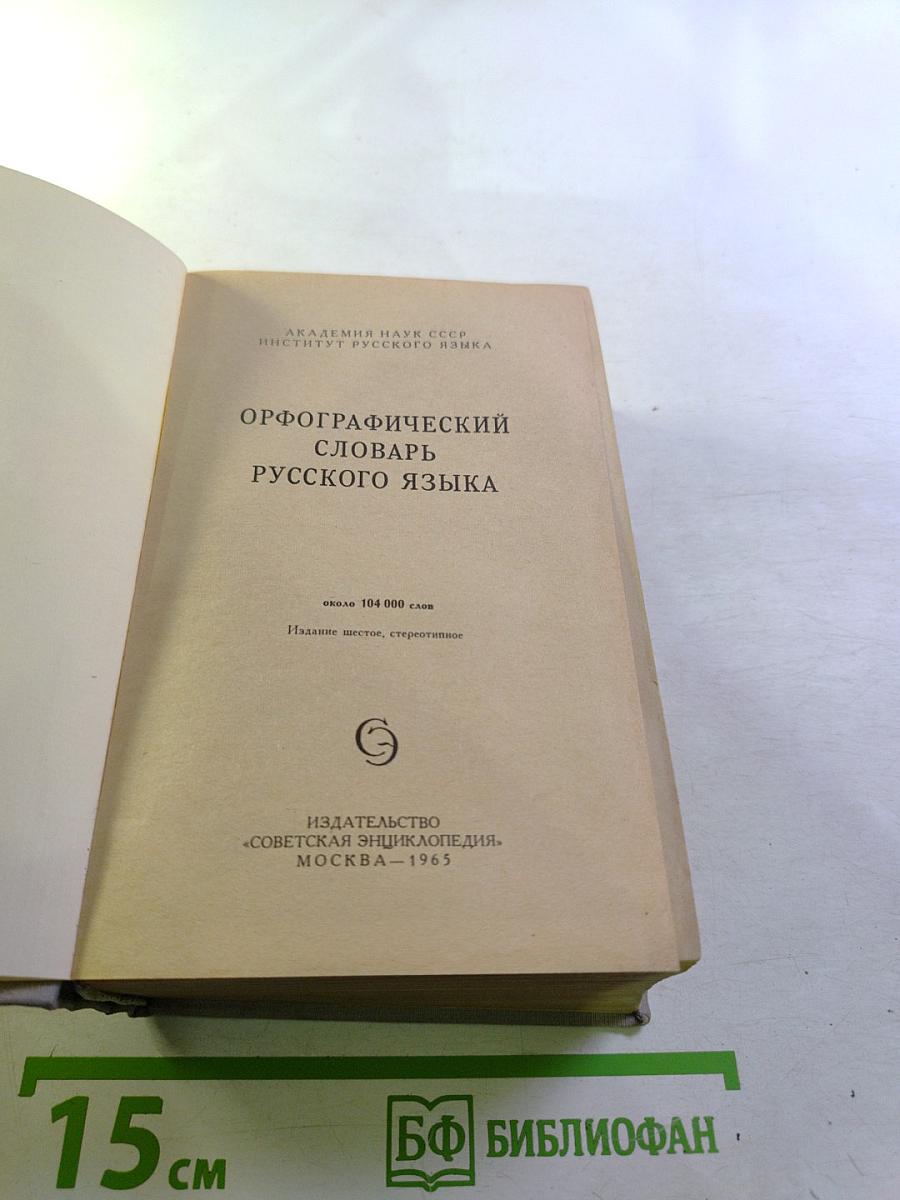 АКАДЕМИЯ НАУК СССР
ИНСТИТУТ РУССКОГО ЯЗЫКА
ОРФОГРАФИЧЕСКИЙ
СЛОВАРЬ
РУССКОГО ЯЗЫКА
около 104 000 слов
Издание шестое, стереотипное
СЭ
ИЗДАТЕЛЬСТВО
«СОВЕТСКАЯ ЭНЦИКЛОПЕДИЯ»
МОСКВА—1965
15 см
БФ БИБЛИОФАН